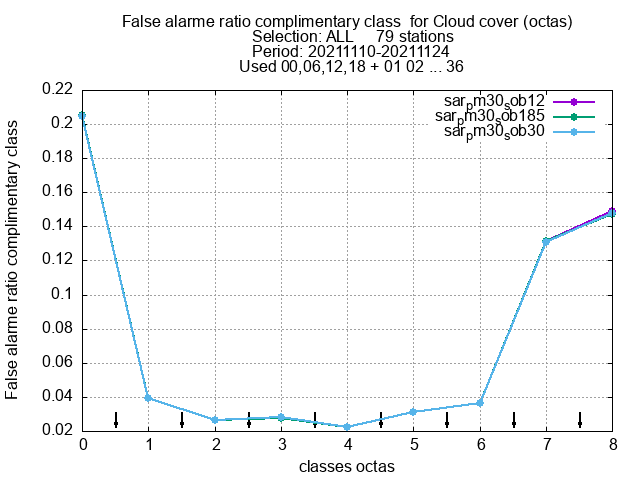 False alarme ratio complimentary class  for Cloud cover (octas)
Selection: ALL     79 stations
Period: 20211110-20211124
Used 00,06,12,18 + 01 02 ... 36
sarpm30sob12
sarpm30sob185
sarpm30sob30
False alarme ratio complimentary class
0.22
0.2
0.18
0.16
0.14
0.12
0.1
0.08
0.06
0.04
0.02
0 1 2 3 4 5 6 7 8
classes octas